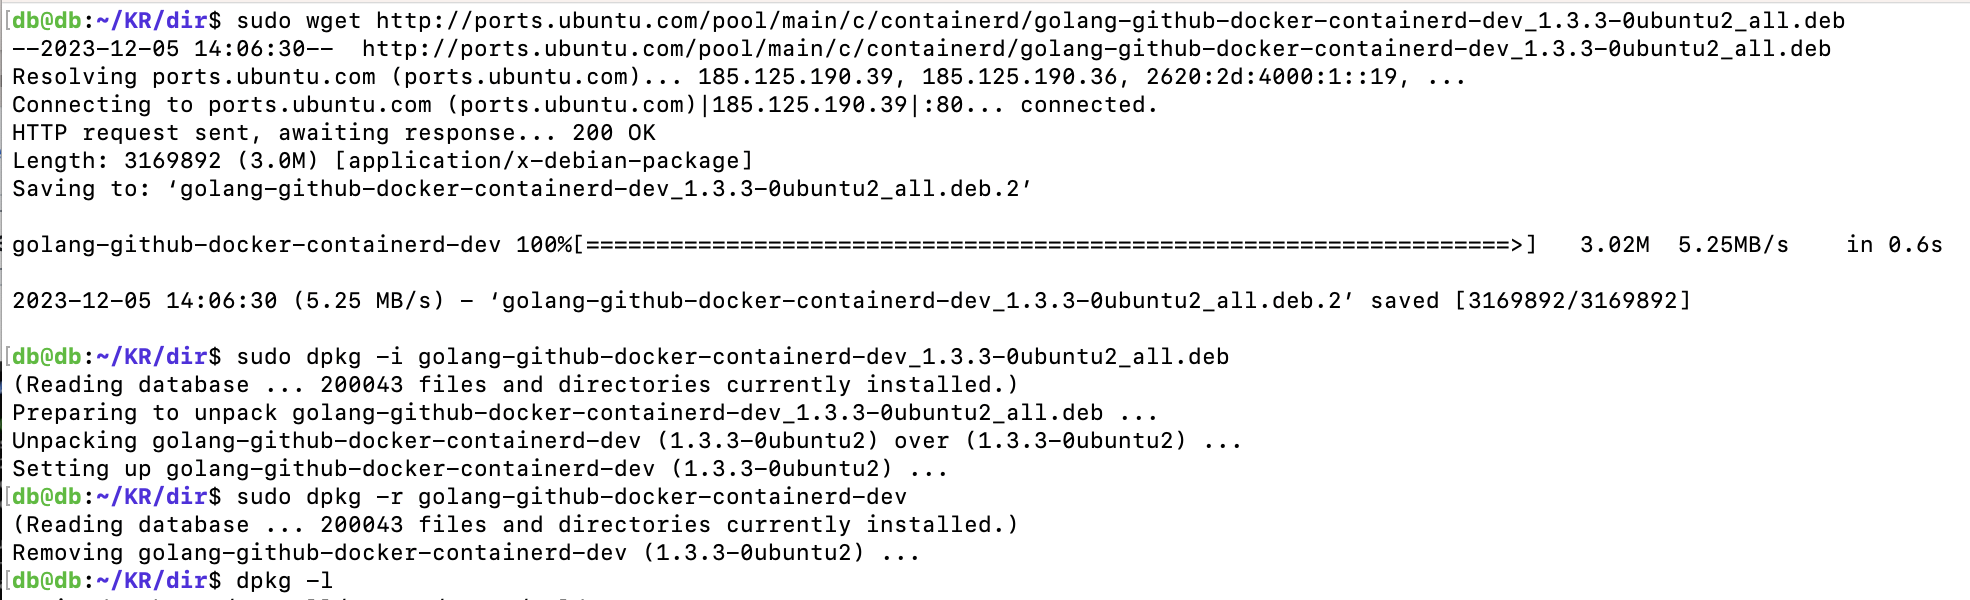 [db@db:~/KR/dir$ sudo wget http://ports.ubuntu.com/pool/main/c/containerd/golang-github-docker-containerd-dev_1.3.3-0ubuntu2_all.deb
--2023-12-05 14:06:30--  http://ports.ubuntu.com/pool/main/c/containerd/golang-github-docker-containerd-dev_1.3.3-0ubuntu2_all.deb
Resolving ports.ubuntu.com (ports.ubuntu.com)... 185.125.190.39, 185.125.190.36, 2620:2d:4000:1::19, ...
Connecting to ports.ubuntu.com (ports.ubuntu.com)|185.125.190.39|:80... connected.
HTTP request sent, awaiting response... 200 OK
Length: 3169892 (3.0M) [application/x-debian-package]
Saving to: ‘golang-github-docker-containerd-dev_1.3.3-0ubuntu2_all.deb.2’
golang-github-docker-containerd-dev 100%[==================================================================>]   3.02M  5.25MB/s    in 0.6s
2023-12-05 14:06:30 (5.25 MB/s) - ‘golang-github-docker-containerd-dev_1.3.3-0ubuntu2_all.deb.2’ saved [3169892/3169892]
[db@db:~/KR/dir$ sudo dpkg -i golang-github-docker-containerd-dev_1.3.3-0ubuntu2_all.deb
(Reading database ... 200043 files and directories currently installed.)
Preparing to unpack golang-github-docker-containerd-dev_1.3.3-0ubuntu2_all.deb ...
Unpacking golang-github-docker-containerd-dev (1.3.3-0ubuntu2) over (1.3.3-0ubuntu2) ...
Setting up golang-github-docker-containerd-dev (1.3.3-0ubuntu2) ...
[db@db:~/KR/dir$ sudo dpkg -r golang-github-docker-containerd-dev
(Reading database ... 200043 files and directories currently installed.)
Removing golang-github-docker-containerd-dev (1.3.3-0ubuntu2) ...
[db@db:~/KR/dir$ dpkg -l